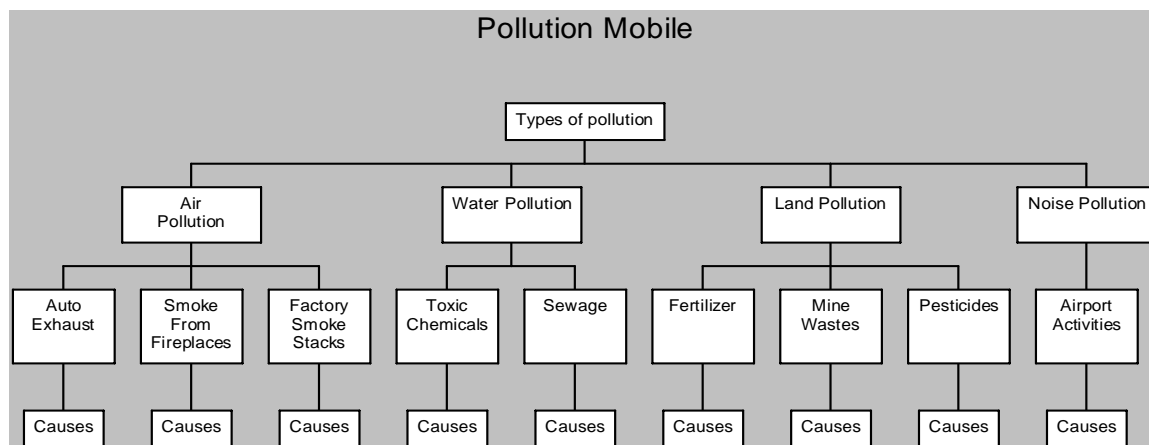 Pollution Mobile
Types of pollution
Air
Pollution
Water Pollution
Land Pollution
Noise Pollution
Auto
Exhaust
Smoke
From
Fireplaces
Factory
Smoke
Stacks
Toxic
Chemicals
Sewage
Fertilizer
Mine
Wastes
Pesticides
Airport
Activities
Causes
Causes
Causes
Causes
Causes
Causes
Causes
Causes
Causes